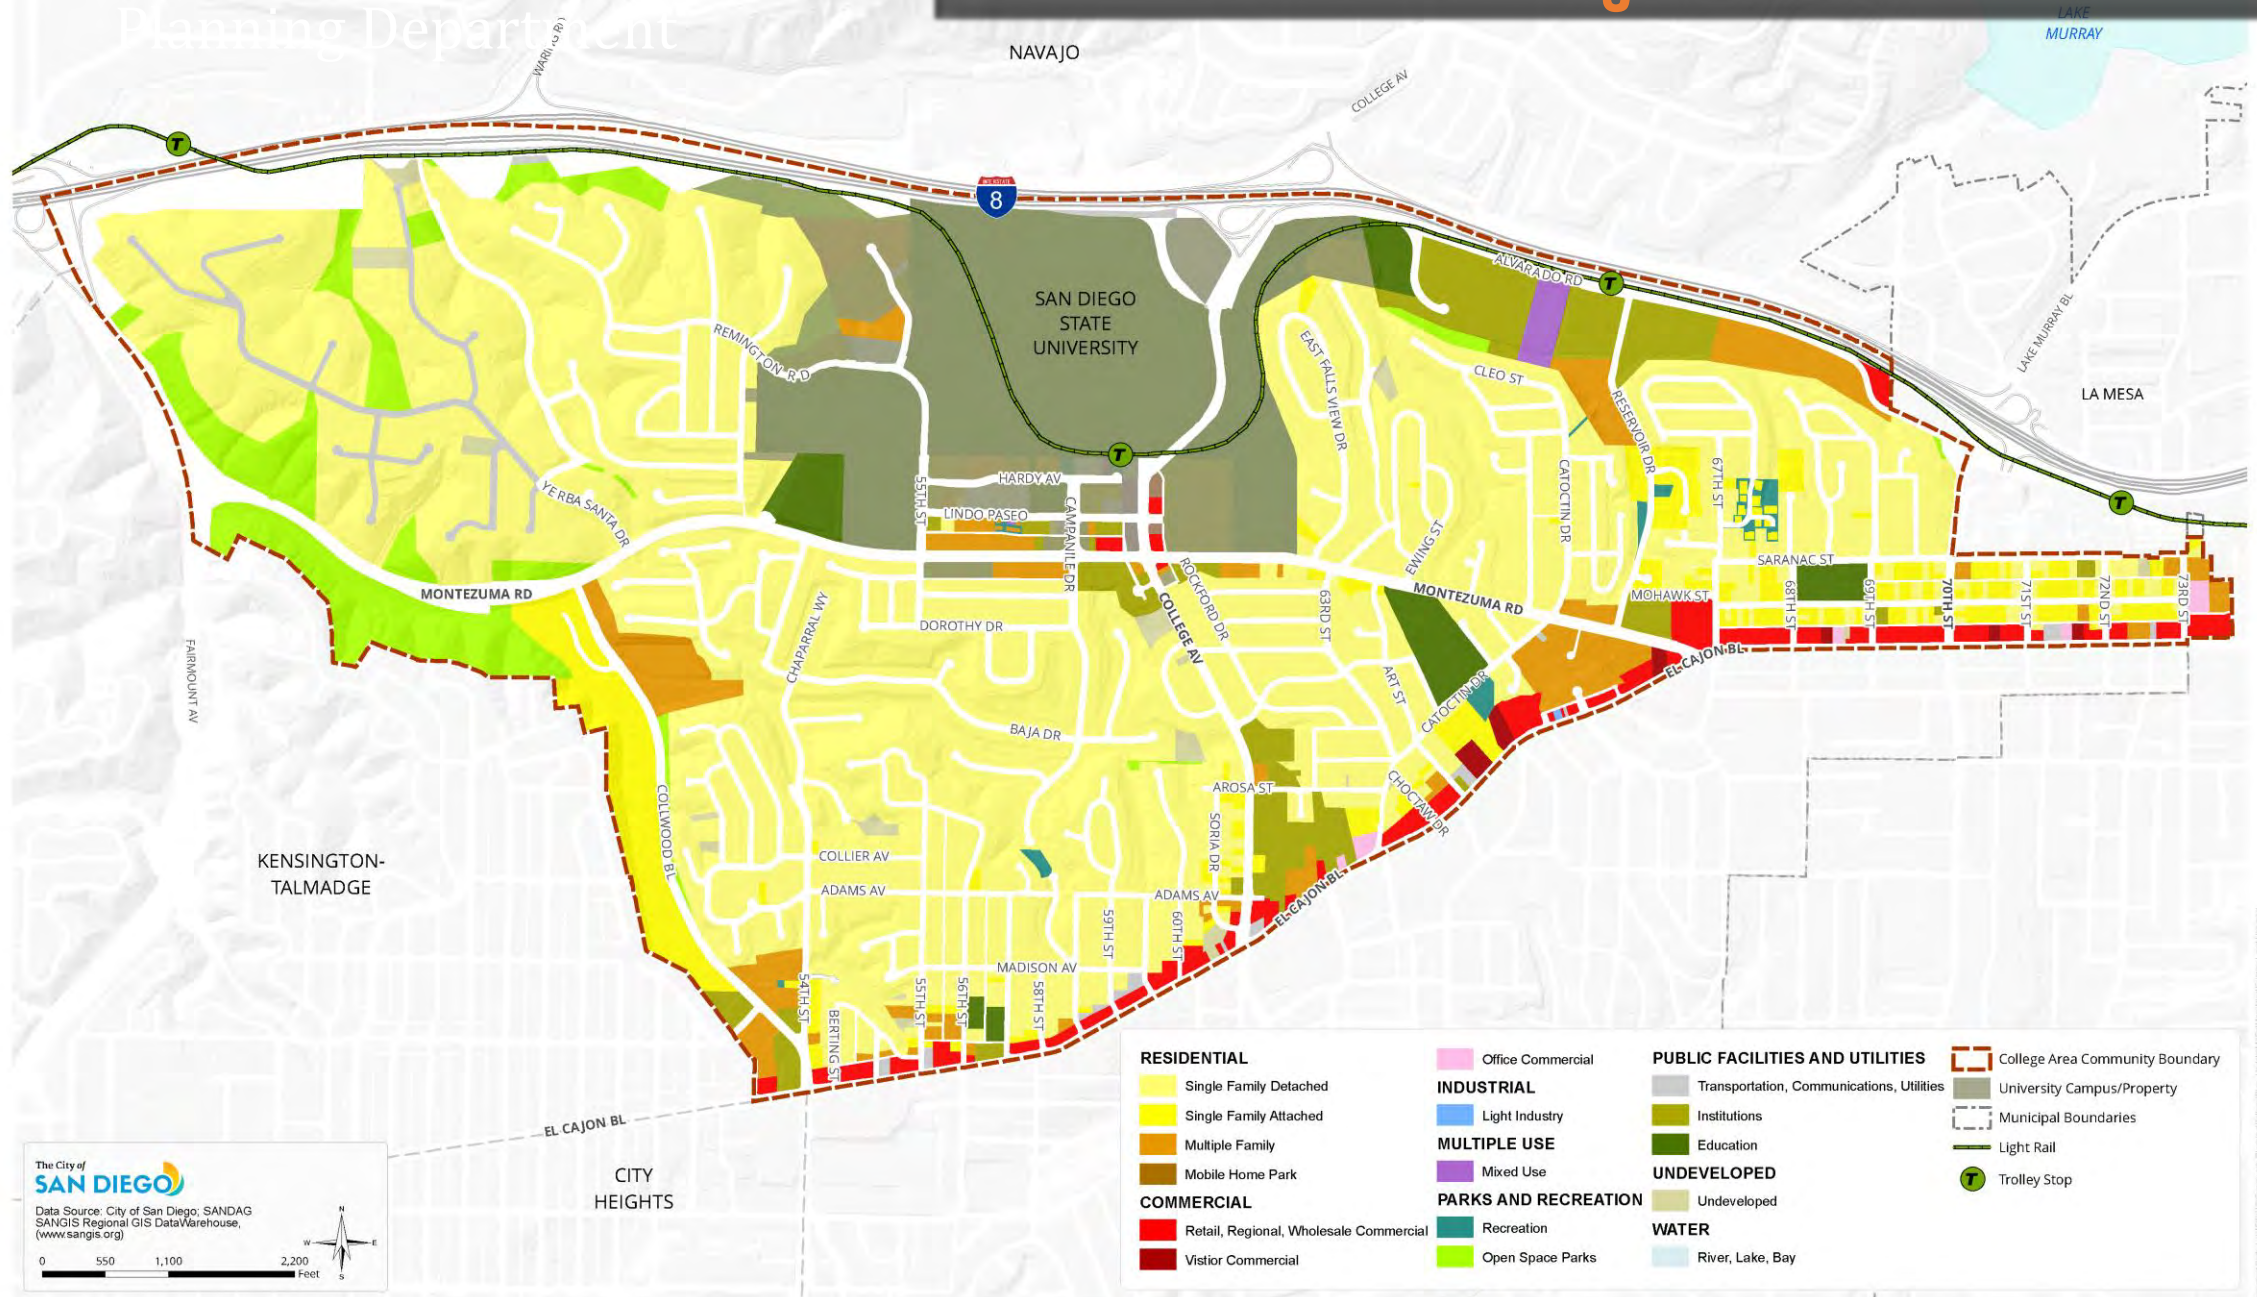 Planning Department
LAKE
MURRAY
NAVAJO
WARING RD
COLLEGE AV
8
T
T
T
T
SAN DIEGO
STATE
UNIVERSITY
ALVARADO RD
LAKE MURRAY BL
LA MESA
REMINGTON RD
EAST FALLS VIEW DR
CLEO ST
RESERVOIR DR
HARDY AV
LINDO PASEO
55TH ST
CAMPANILE DR
YERBA SANTA DR
CATOCTIN DR
67TH ST
EWING ST
SARANAC ST
MONTEZUMA RD
MONTEZUMA RD
MOHAWK ST
68TH ST
69TH ST
70TH ST
71ST ST
72ND ST
73RD ST
ROCKFORD DR
COLLEGE AV
63RD ST
DOROTHY DR
CHAPARRAL WY
FAIRMOUNT AV
ART ST
CATOCTIN DR
EL CAJON BL
BAJA DR
AROSA ST
CHOCTAW DR
COLLWOOD BL
SORIA DR
KENSINGTON-
TALMADGE
COLLIER AV
ADAMS AV
ADAMS AV
59TH ST
60TH ST
EL CAJON BL
MADISON AV
54TH ST
BERTING ST
55TH ST
56TH ST
58TH ST
EL CAJON BL
CITY
HEIGHTS
The City of
SAN DIEGO
Data Source: City of San Diego; SANDAG
SANGIS Regional GIS DataWarehouse,
(www.sangis.org)
N
W E
S
0 550 1,100 2,200
Feet
RESIDENTIAL
Single Family Detached
Single Family Attached
Multiple Family
Mobile Home Park
COMMERCIAL
Retail, Regional, Wholesale Commercial
Vistior Commercial
Office Commercial
INDUSTRIAL
Light Industry
MULTIPLE USE
Mixed Use
PARKS AND RECREATION
Recreation
Open Space Parks
PUBLIC FACILITIES AND UTILITIES
Transportation, Communications, Utilities
Institutions
Education
UNDEVELOPED
Undeveloped
WATER
River, Lake, Bay
College Area Community Boundary
University Campus/Property
Municipal Boundaries
Light Rail
T
Trolley Stop